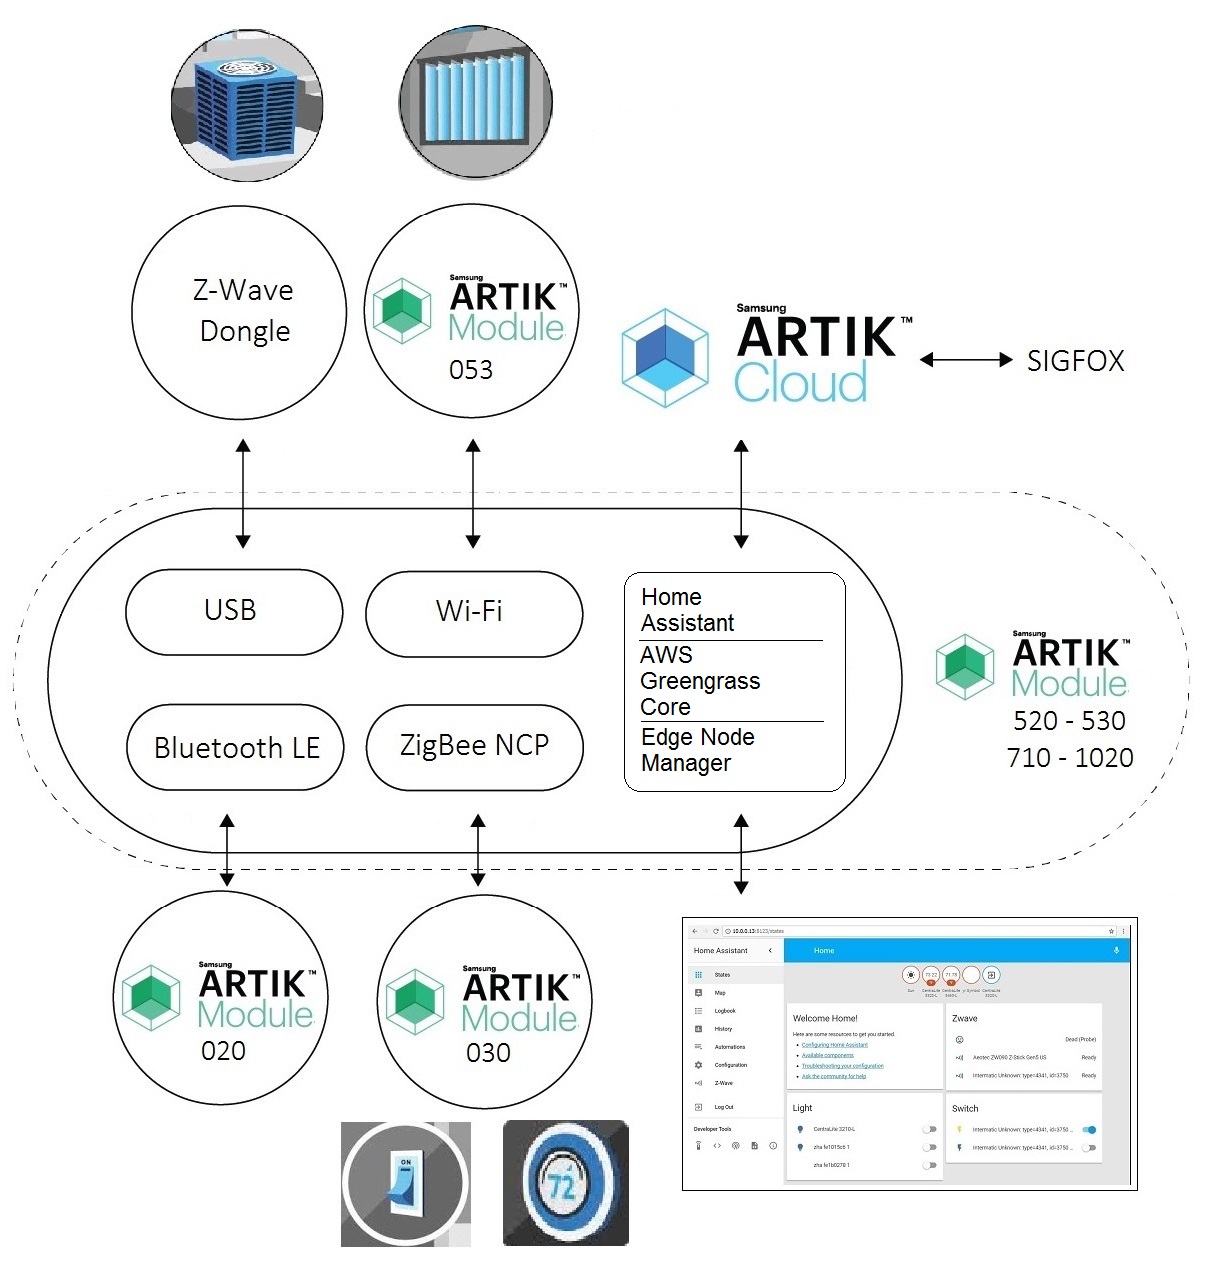 Z-Wave
Dongle
Samsung
ARTIK™
Module
053
Samsung
ARTIK™
Cloud
SIGFOX
USB
Wi-Fi
Bluetooth LE
ZigBee NCP
Home
Assistant
AWS
Greengrass
Core
Edge Node
Manager
Samsung
ARTIK™
Module
520 - 530
710 - 1020
Samsung
ARTIK™
Module
020
Samsung
ARTIK™
Module
030
ON
72
10.0.0.13:8123/states
Home Assistant
Home
States
Map
Logbook
History
Automations
Configuration
Z-Wave
Log Out
Developer Tools
73.22
71.78
Sun
Symbol
Welcome Home!
Here are some resources to get you started.
Configuring Home Assistant
Available components
Troubleshooting your configuration
Ask the community for help
Zwave
Dead (Probe)
Aeotec ZW090 Z-Stick Gen5 US Ready
Intermatic Unknown: type=4341, id=3750 Ready
Light
CentraLite 3210-L
zha fe1015c6 1
zha fe1b0278 1
Switch
Intermatic Unknown: type=4341, id=3750 ...
Intermatic Unknown: type=4341, id=3750 ...